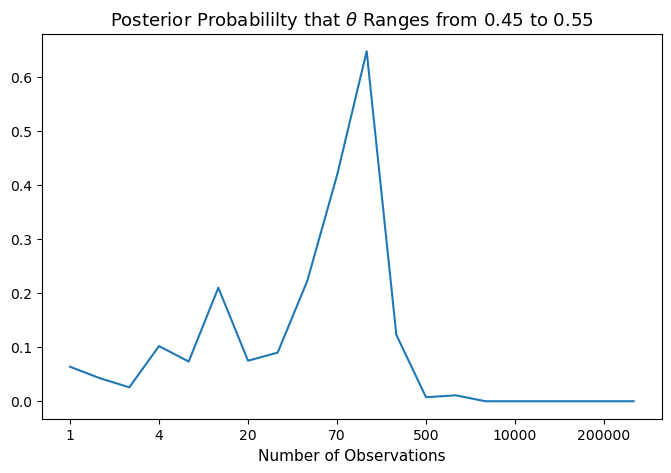 Posterior Probabililty that θ Ranges from 0.45 to 0.55
0.6
0.5
0.4
0.3
0.2
0.1
0.0
1 4 20 70 500 10000 200000
Number of Observations